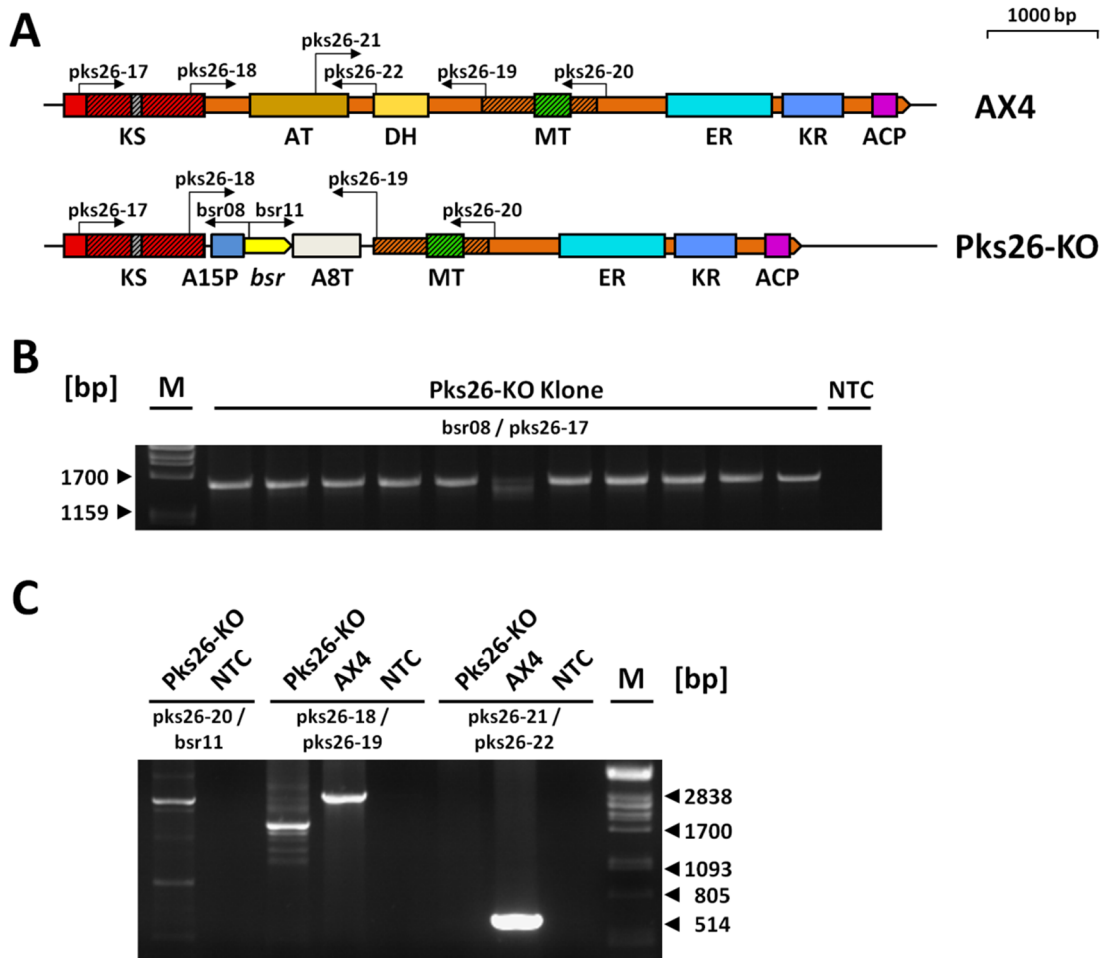 A
1000 bp
pks26-21
pks26-17
pks26-18
pks26-22
pks26-19
pks26-20
AX4
KS
AT
DH
MT
ER
KR
ACP
pks26-18
pks26-19
pks26-17
bsr08
bsr11
pks26-20
Pks26-KO
KS
A15P
bsr
A8T
MT
ER
KR
ACP
B
[bp]
M
Pks26-KO Klone
NTC
bsr08 / pks26-17
1700
1159
C
Pks26-KO
NTC
Pks26-KO
AX4
NTC
Pks26-KO
AX4
NTC
M
[bp]
pks26-20 /
bsr11
pks26-18 /
pks26-19
pks26-21 /
pks26-22
2838
1700
1093
805
514